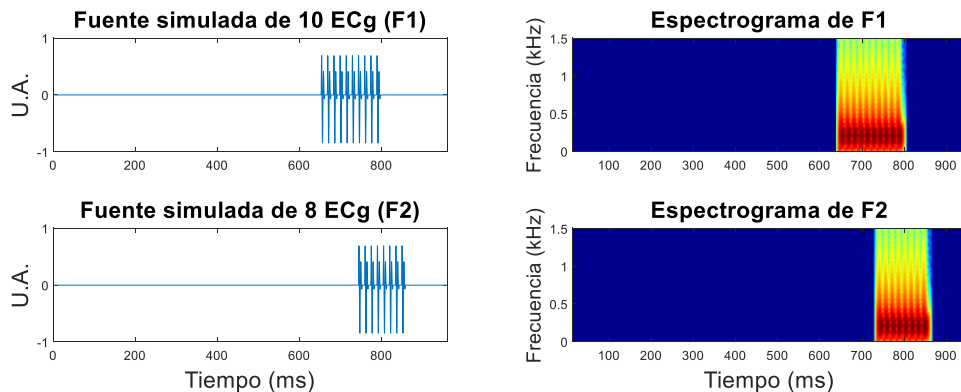 Fuente simulada de 10 ECg (F1)
U.A.
1
0
-1
0 200 400 600 800
Espectrograma de F1
Frecuencia (kHz)
1.5
1
0.5
0
100 200 300 400 500 600 700 800 900
Fuente simulada de 8 ECg (F2)
U.A.
1
0
-1
0 200 400 600 800
Tiempo (ms)
Espectrograma de F2
Frecuencia (kHz)
1.5
1
0.5
0
100 200 300 400 500 600 700 800 900
Tiempo (ms)